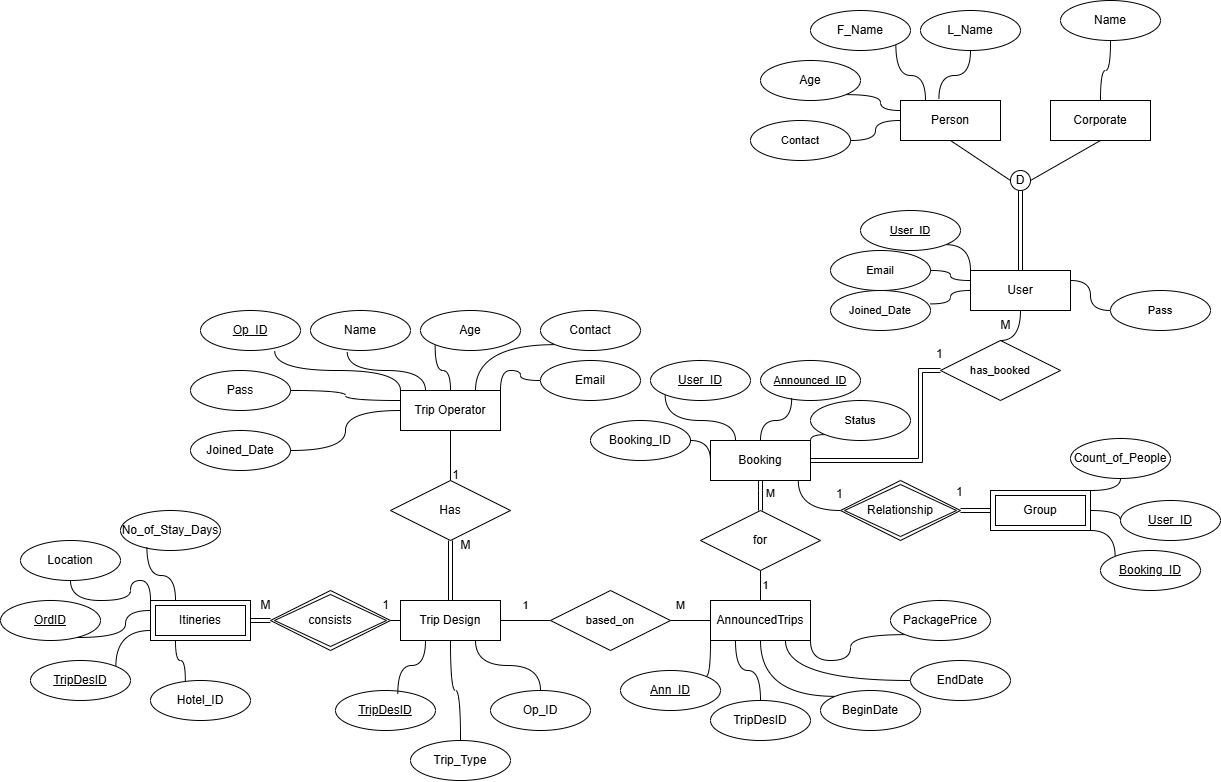 Name
F_Name
L_Name
Age
Person
Corporate
Contact
D
User_ID
Email
User
Joined_Date
Pass
M
Op_ID
Name
Age
Contact
1
has_booked
Pass
Email
User_ID
Announced_ID
Trip Operator
Status
Joined_Date
Booking_ID
Booking
Count_of_People
1
M
1
1
Has
Relationship
Group
User_ID
No_of_Stay_Days
M
for
Location
Booking_ID
1
M
1
1
M
OrdID
Itineries
consists
Trip Design
based_on
AnnouncedTrips
PackagePrice
TripDesID
Hotel_ID
Ann_ID
EndDate
TripDesID
Op_ID
TripDesID
BeginDate
Trip_Type